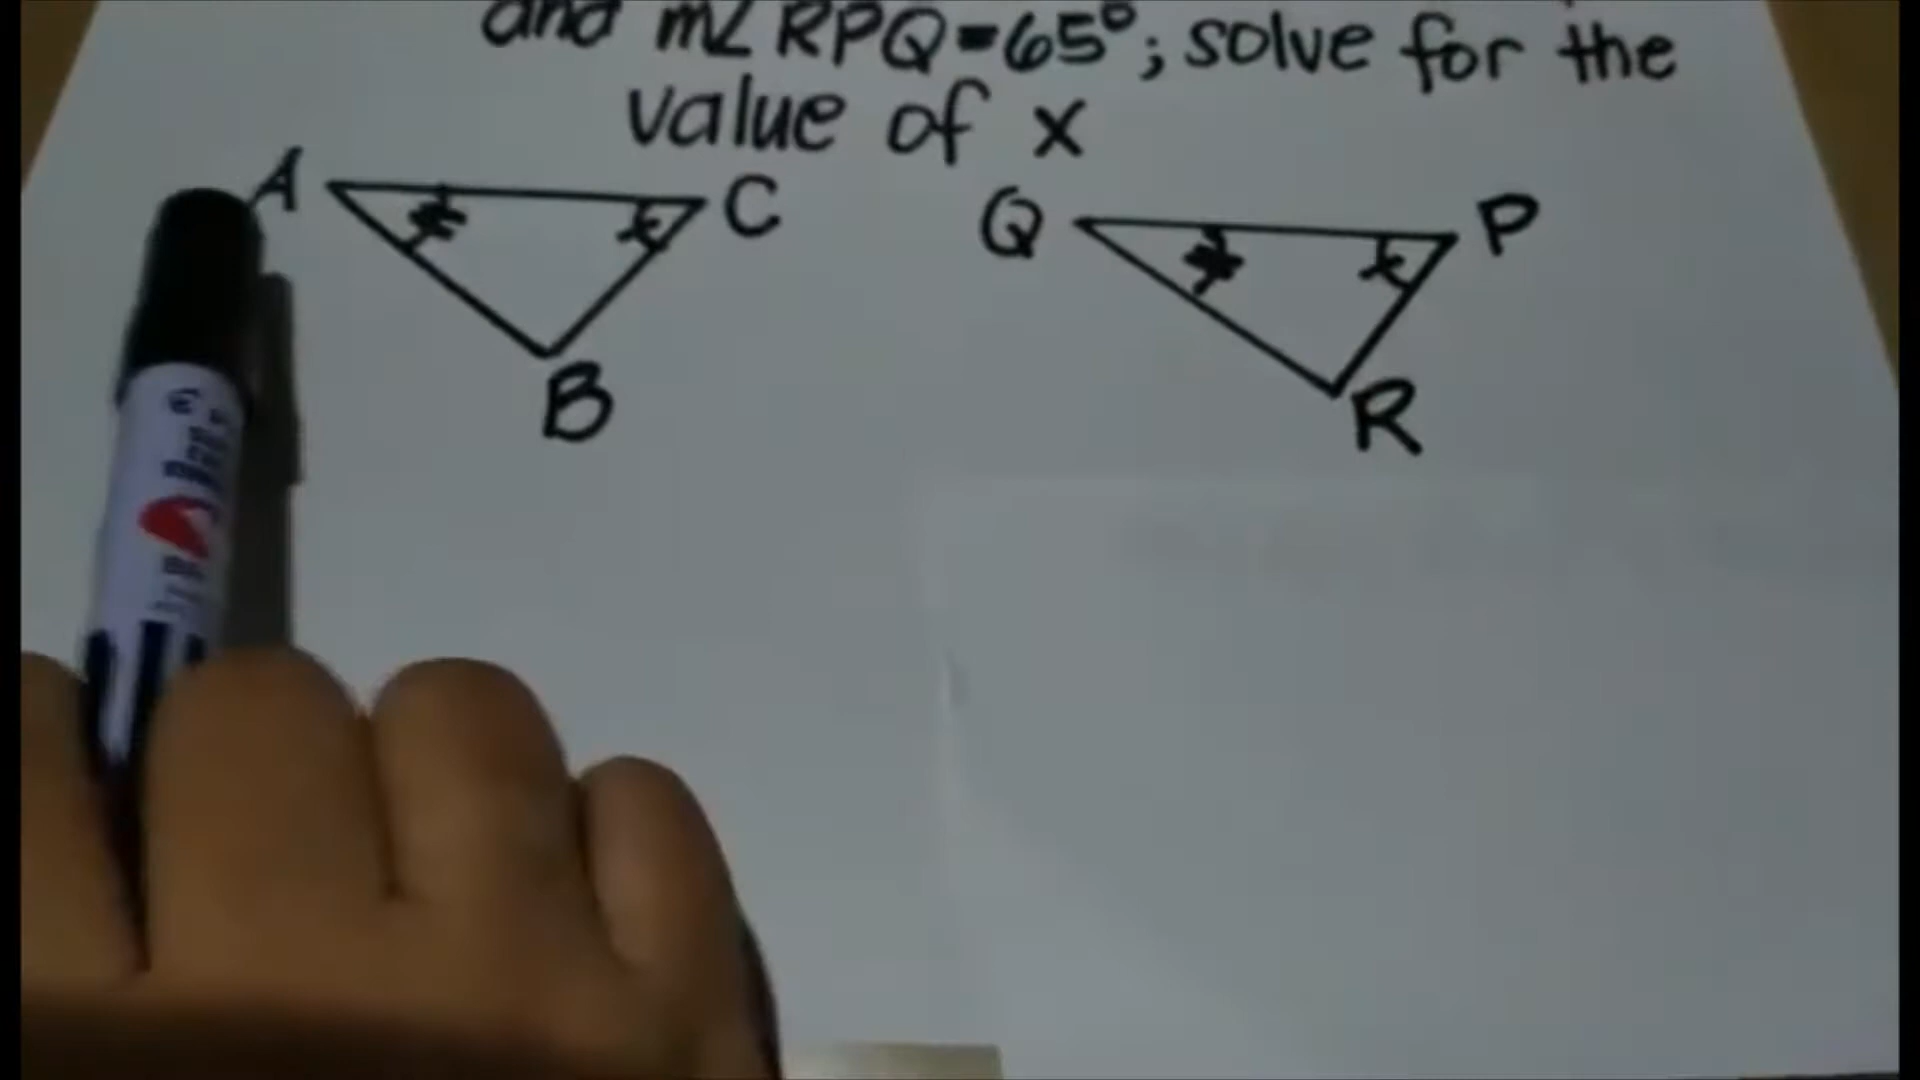 and m∠RPQ=65°; solve for the
value of x
A
C
Q
P
B
R